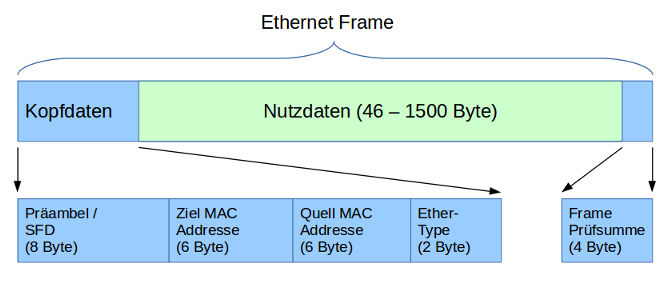 Ethernet Frame
Kopfdaten
Nutzdaten (46 – 1500 Byte)
Präambel /
SFD
(8 Byte)
Ziel MAC
Addresse
(6 Byte)
Quell MAC
Addresse
(6 Byte)
Ether-
Type
(2 Byte)
Frame
Prüfsumme
(4 Byte)